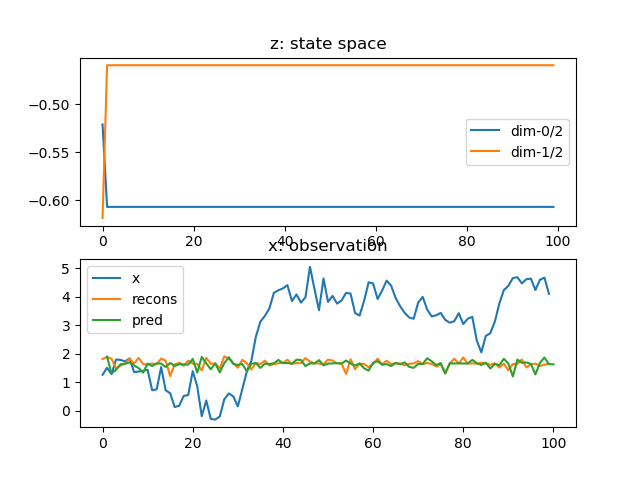 z: state space
−0.50
−0.55
−0.60
dim-0/2
dim-1/2
0 20 40 60 80 100
x: observation
5
4
3
2
1
0
x
recons
pred
0 20 40 60 80 100